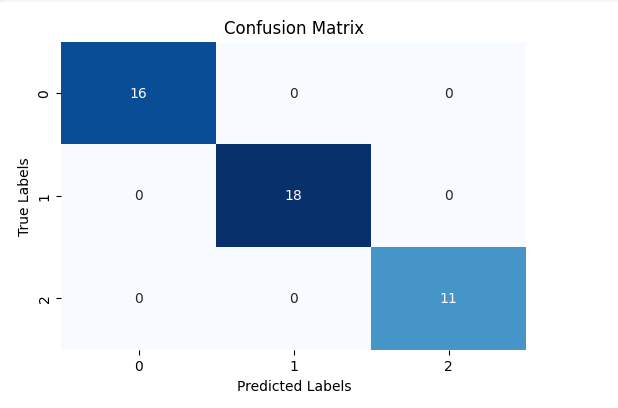 Confusion Matrix
0 16 0 0
True Labels
1 0 18 0
2 0 0 11
0 1 2
Predicted Labels